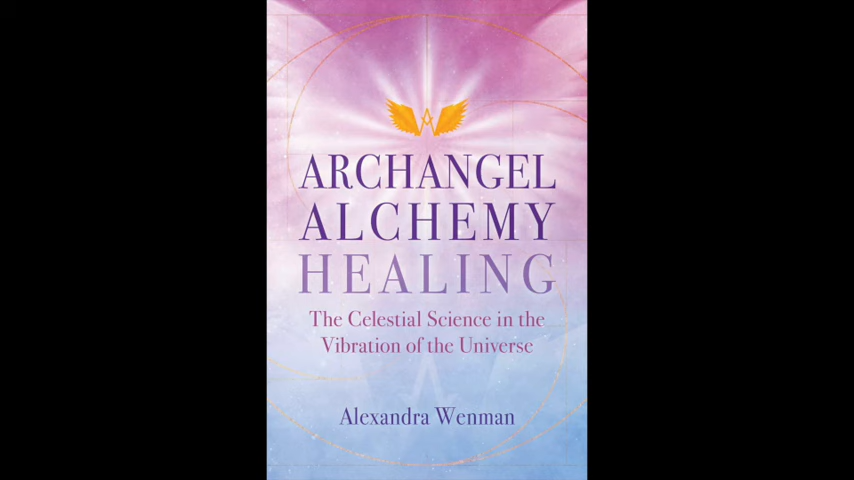 ARCHANGEL
ALCHEMY
HEALING
The Celestial Science in the
Vibration of the Universe
Alexandra Wenman